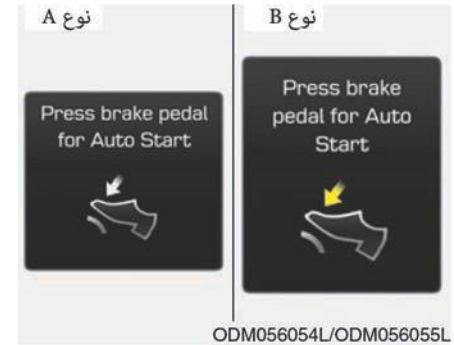 نوع A
Press brake pedal
for Auto Start
نوع B
Press brake
pedal for Auto
Start
ODM056054L/ODM056055L